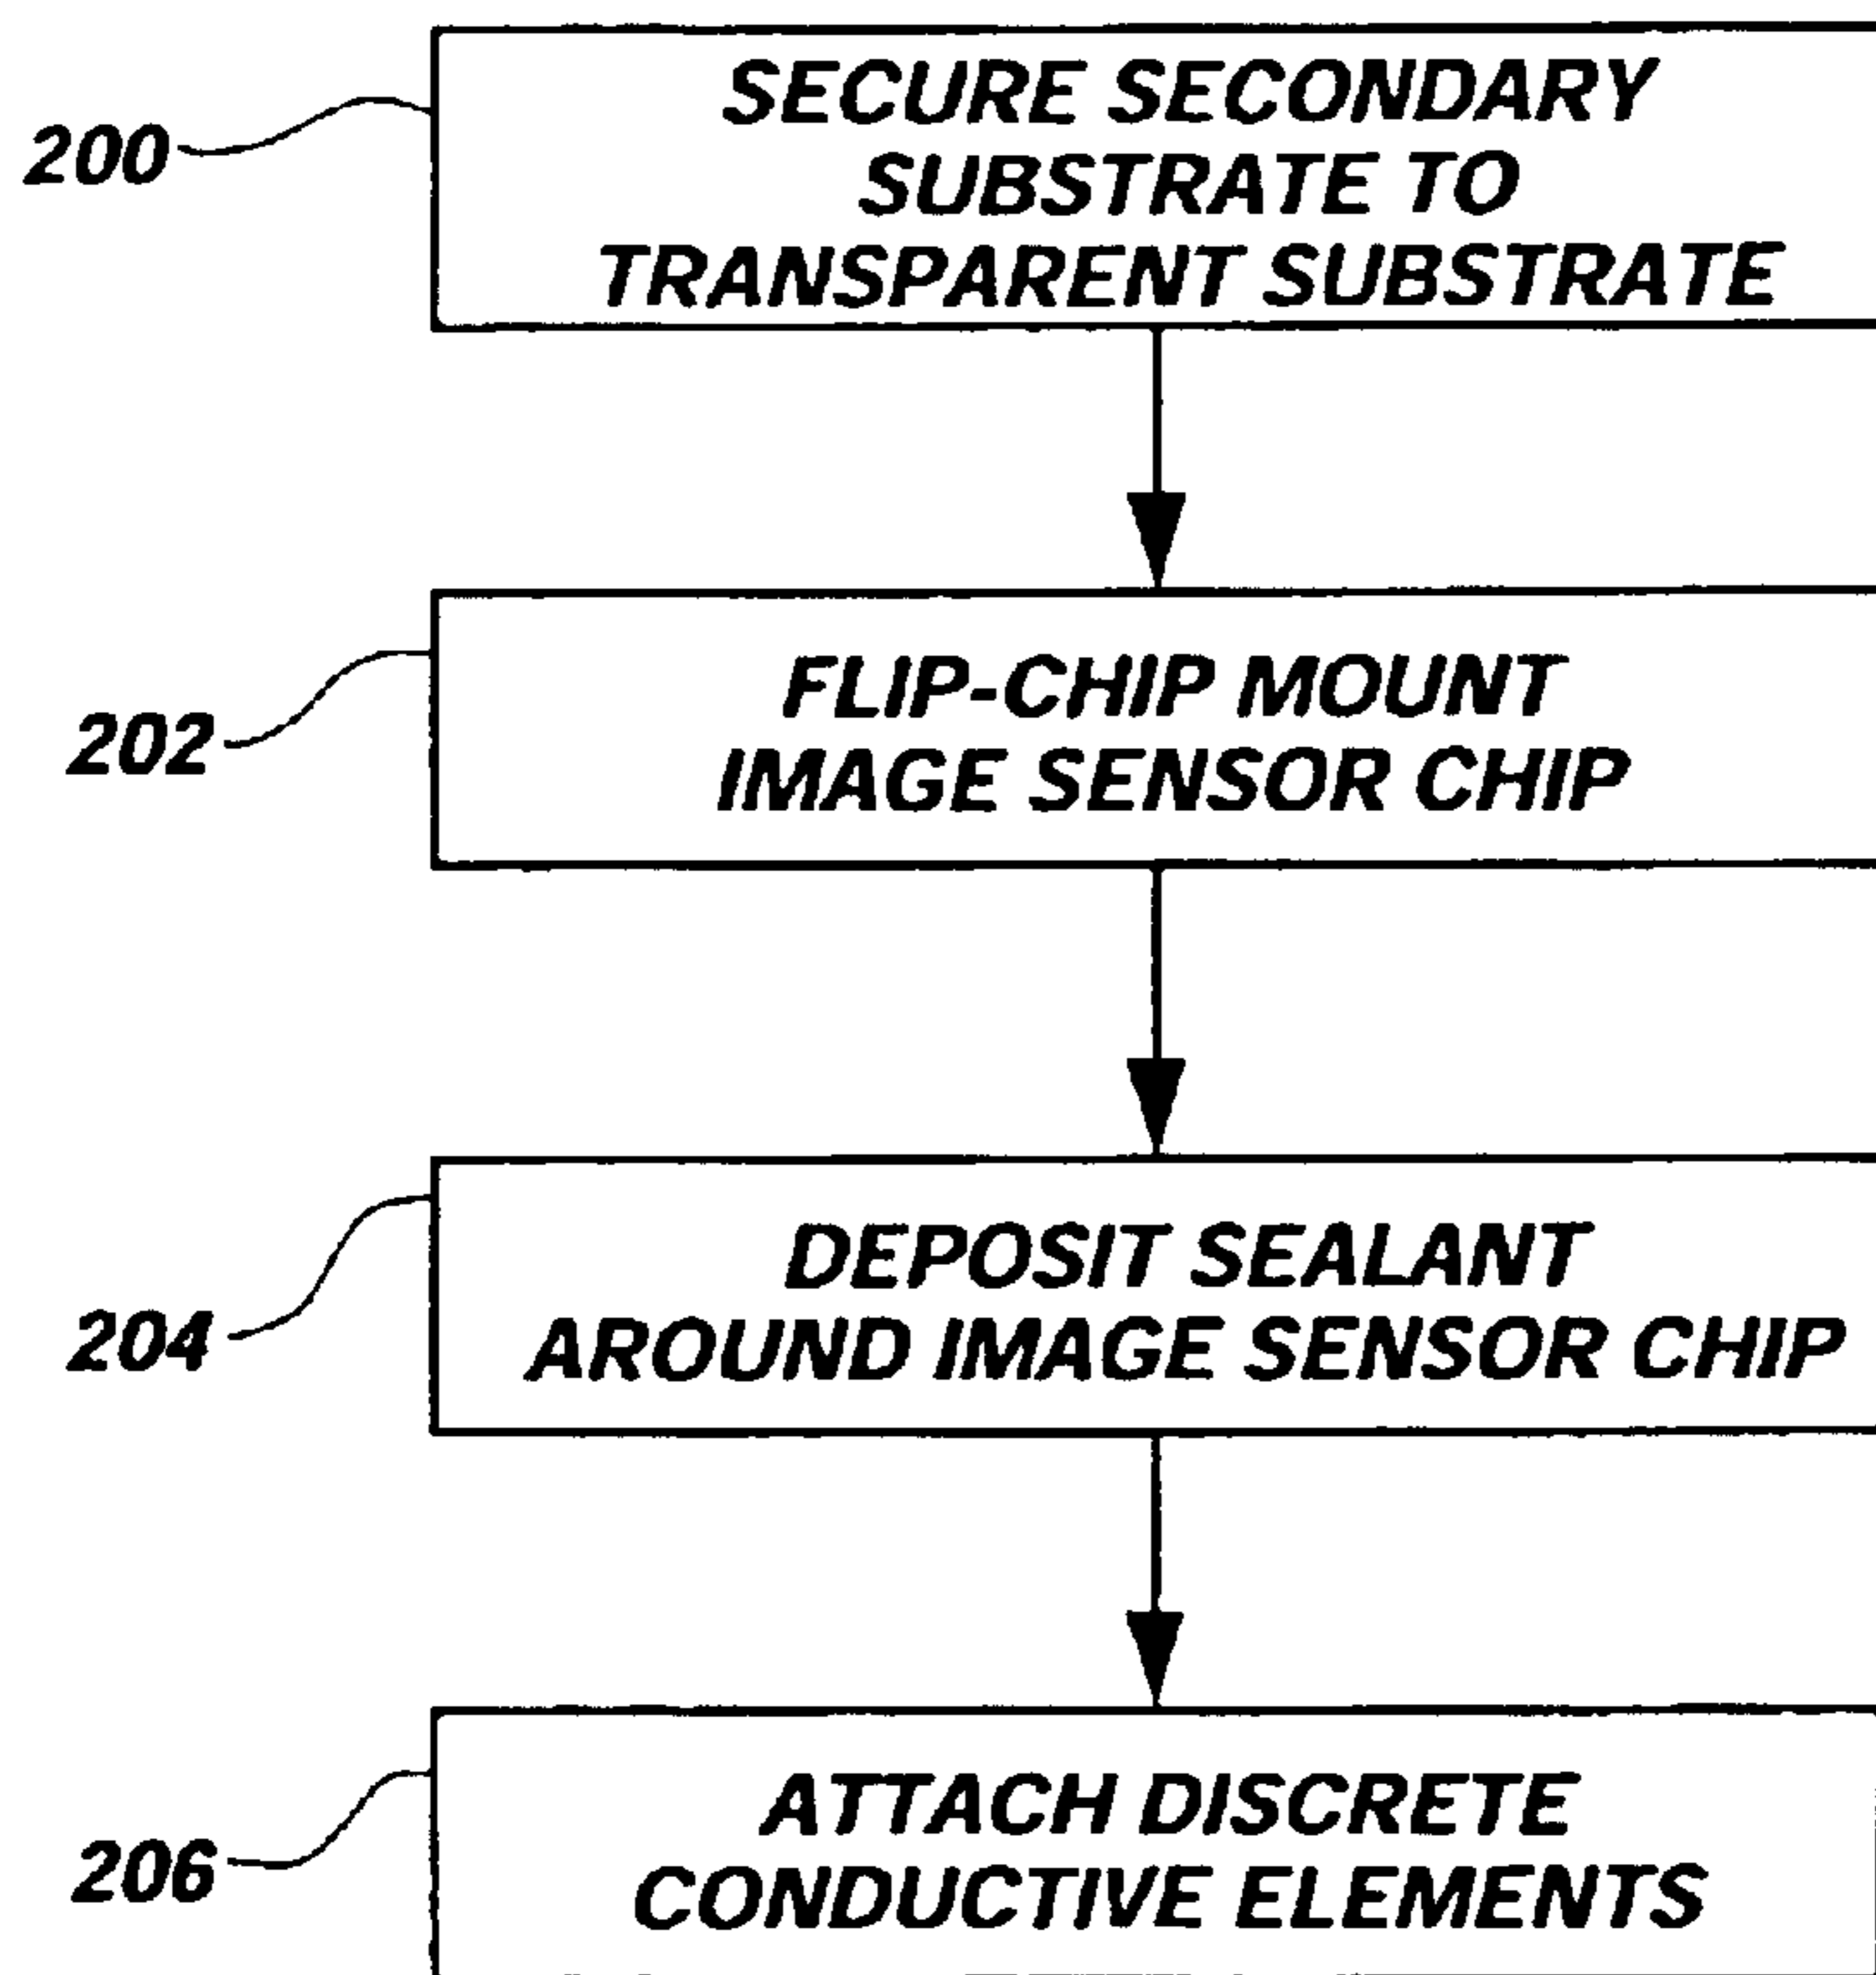 200
SECURE SECONDARY
SUBSTRATE TO
TRANSPARENT SUBSTRATE
202
FLIP-CHIP MOUNT
IMAGE SENSOR CHIP
204
DEPOSIT SEALANT
AROUND IMAGE SENSOR CHIP
206
ATTACH DISCRETE
CONDUCTIVE ELEMENTS